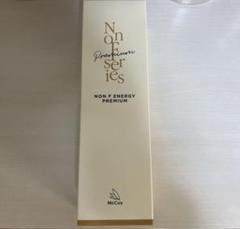 Non F
Premium
series
NON F ENERGY
PREMIUM
McCoy